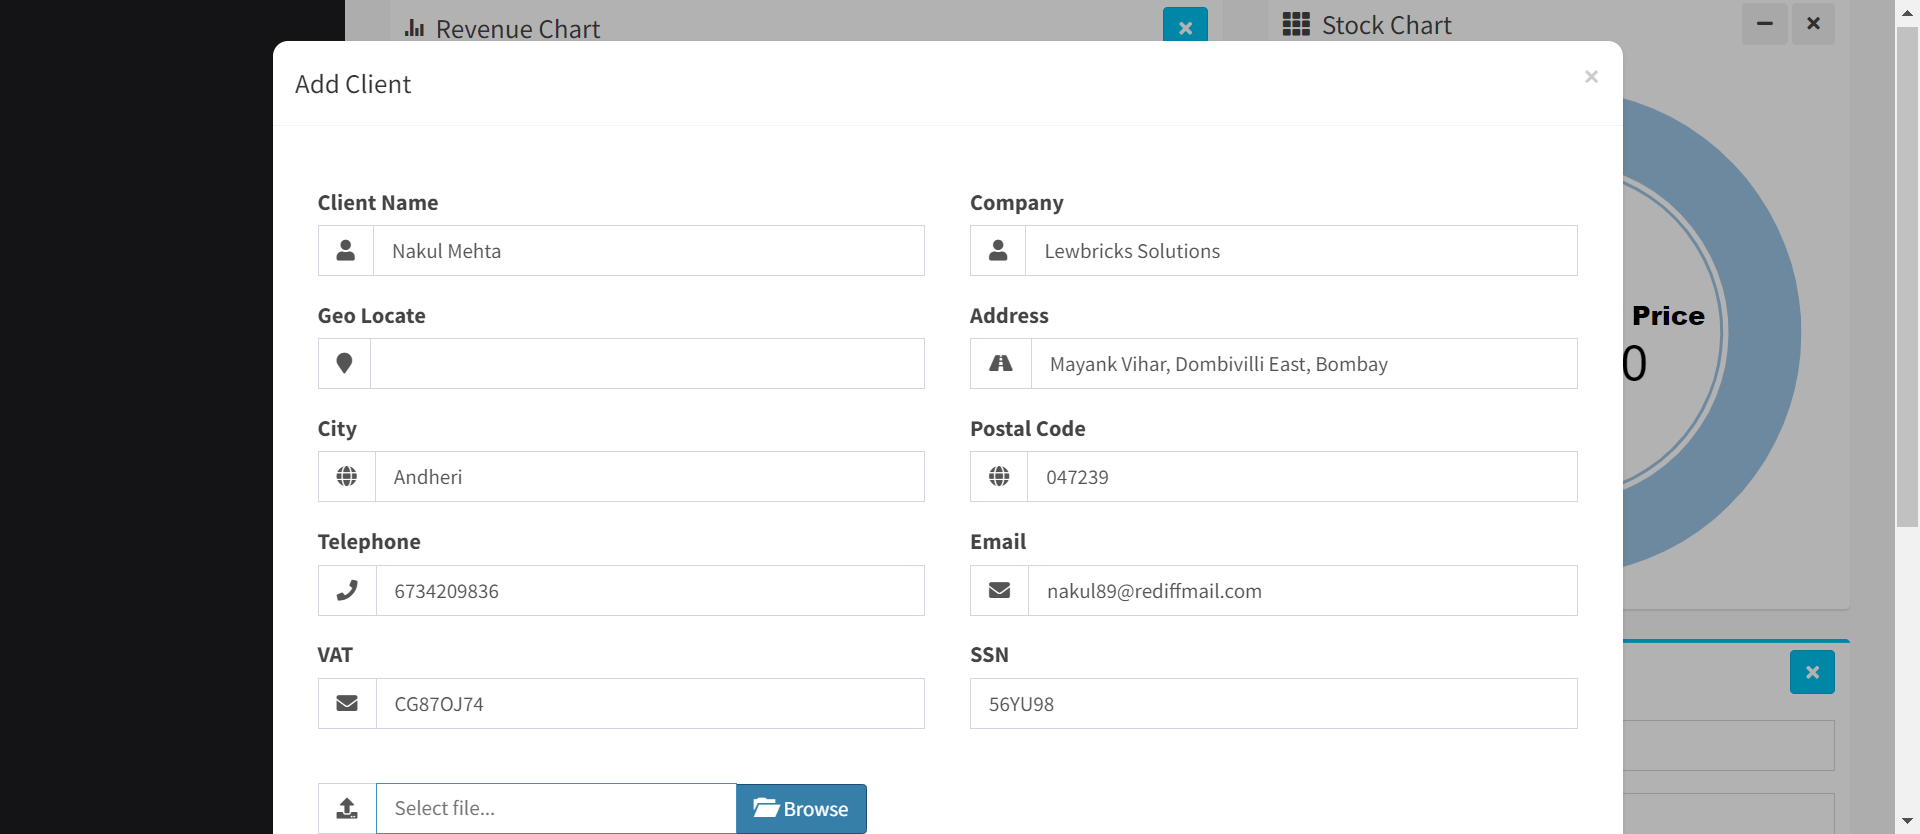 Revenue Chart
Stock Chart
Add Client
Client Name
Company
Nakul Mehta
Lewbricks Solutions
Geo Locate
Address
Mayank Vihar, Dombivilli East, Bombay
Price
0
City
Postal Code
Andheri
047239
Telephone
Email
6734209836
nakul89@rediffmail.com
VAT
SSN
CG87OJ74
56YU98
Select file...
Browse